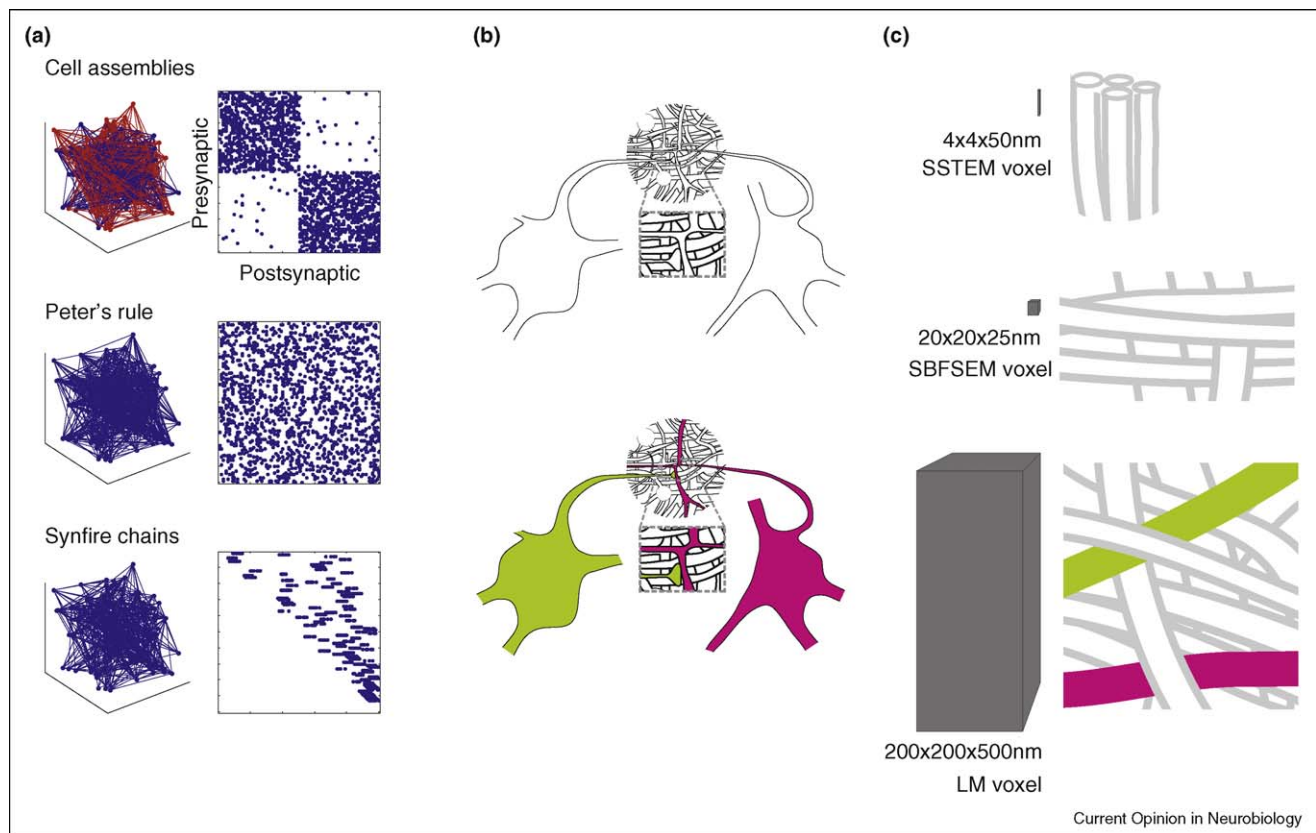 (a)
Cell assemblies
Presynaptic
Postsynaptic
Peter's rule
Synfire chains
(b)
(c)
4x4x50nm
SSTEM voxel
20x20x25nm
SBFSEM voxel
200x200x500nm
LM voxel
Current Opinion in Neurobiology